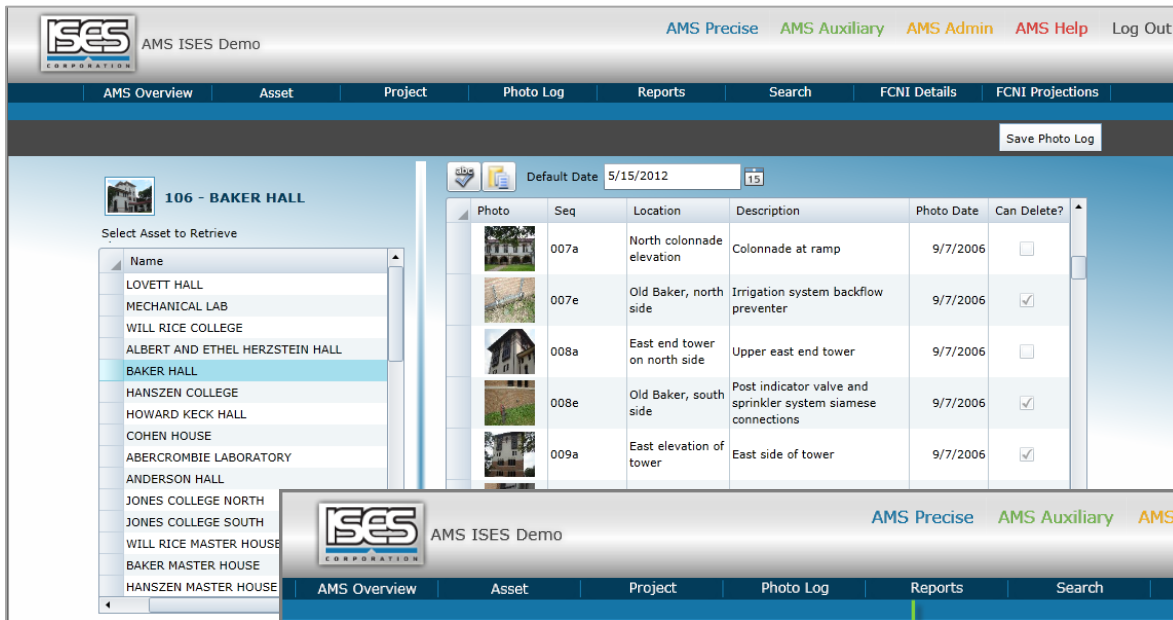 ISES
CORPORATION
AMS ISES Demo
AMS Precise AMS Auxiliary AMS Admin AMS Help Log Out
AMS Overview Asset Project Photo Log Reports Search FCNI Details FCNI Projections
Save Photo Log
106 - BAKER HALL
Select Asset to Retrieve
Name
LOVETT HALL
MECHANICAL LAB
WILL RICE COLLEGE
ALBERT AND ETHEL HERZSTEIN HALL
BAKER HALL
HANSZEN COLLEGE
HOWARD KECK HALL
COHEN HOUSE
ABERCROMBIE LABORATORY
ANDERSON HALL
JONES COLLEGE NORTH
JONES COLLEGE SOUTH
WILL RICE MASTER HOUSE
BAKER MASTER HOUSE
HANSZEN MASTER HOUSE
abc
Default Date 5/15/2012 15
Photo Seq Location Description Photo Date Can Delete?
007a North colonnade elevation Colonnade at ramp 9/7/2006
007e Old Baker, north side Irrigation system backflow preventer 9/7/2006
008a East end tower on north side Upper east end tower 9/7/2006
008e Old Baker, south side Post indicator valve and sprinkler system siamese connections 9/7/2006
009a East elevation of tower East side of tower 9/7/2006
ISES
CORPORATION
AMS ISES Demo
AMS Precise AMS Auxiliary AMS
AMS Overview Asset Project Photo Log Reports Search